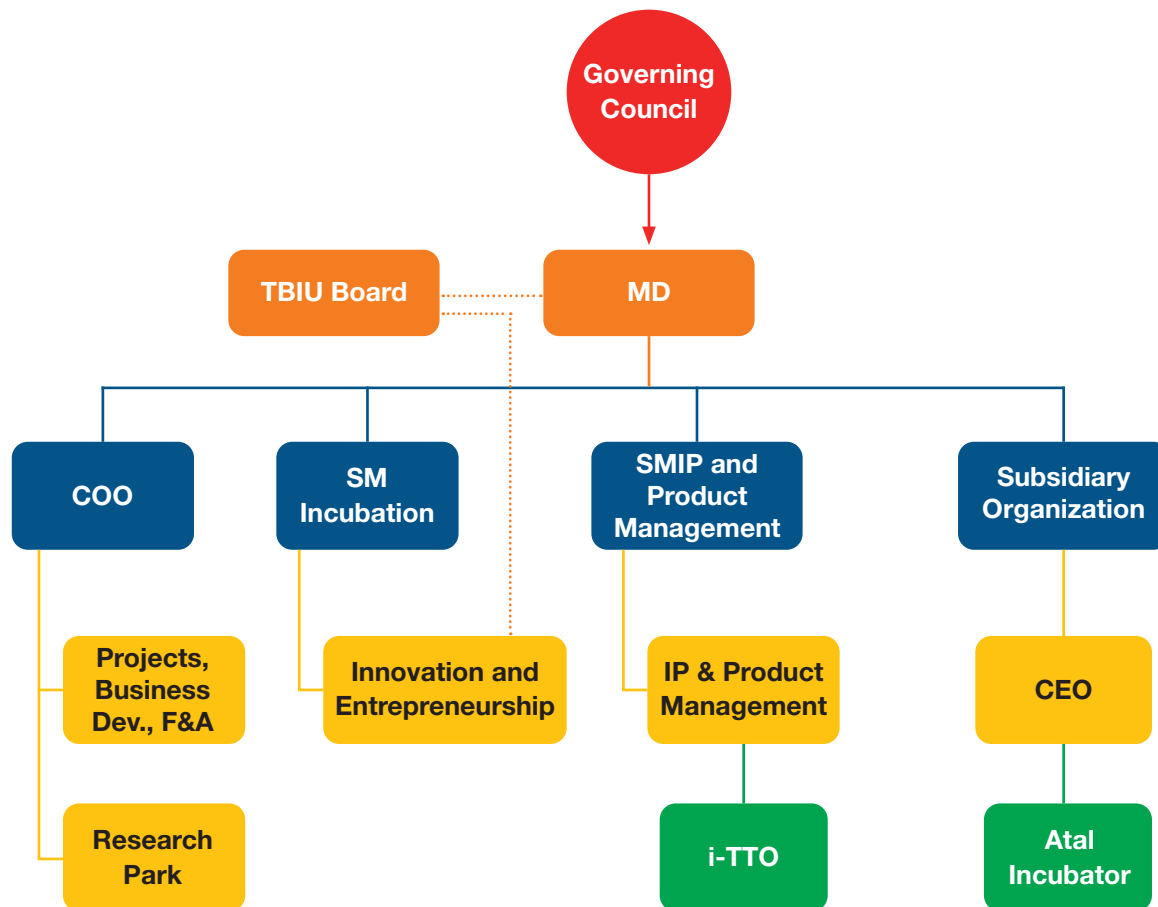 Governing
Council
TBIU Board
MD
COO
SM
Incubation
SMIP and
Product
Management
Subsidiary
Organization
Projects,
Business
Dev., F&A
Innovation and
Entrepreneurship
IP & Product
Management
CEO
Research
Park
i-TTO
Atal
Incubator